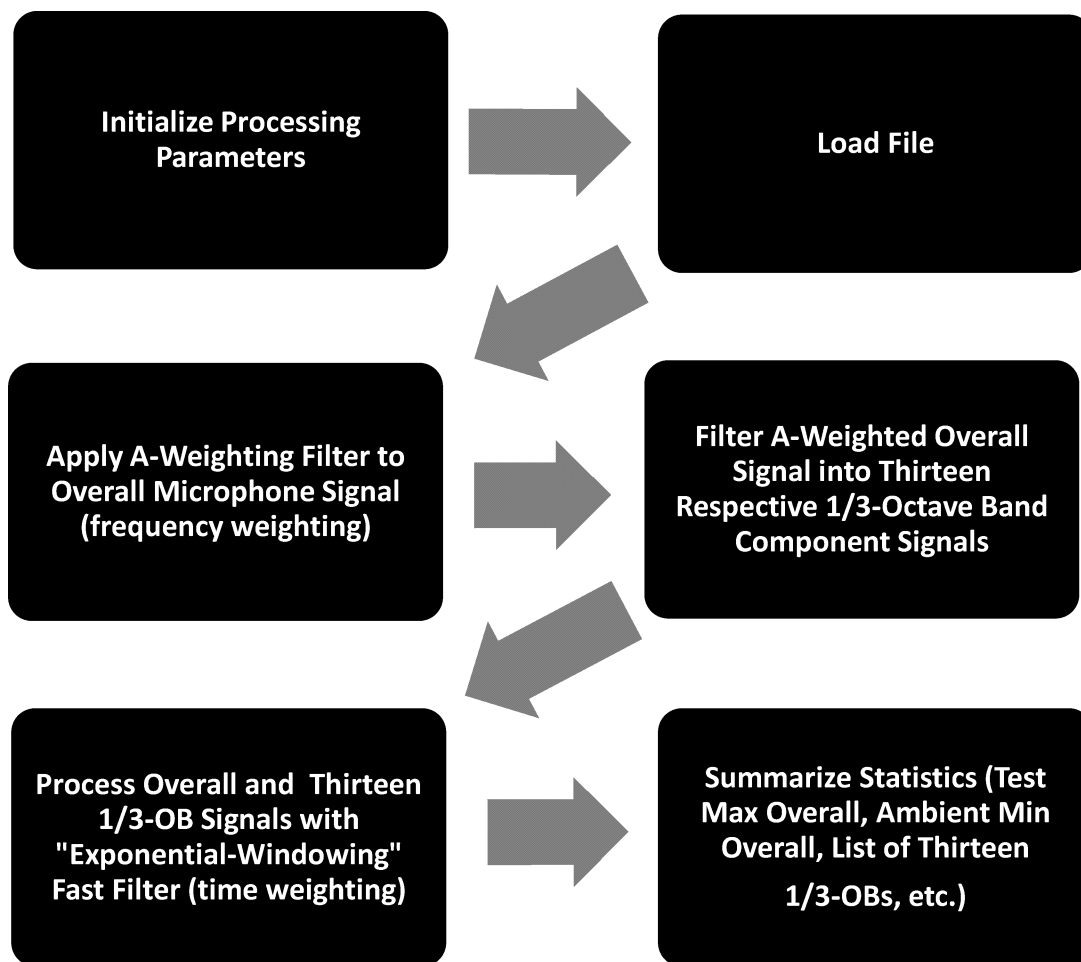 Initialize Processing
Parameters
Load File
Apply A-Weighting Filter to
Overall Microphone Signal
(frequency weighting)
Filter A-Weighted Overall
Signal into Thirteen
Respective 1/3-Octave Band
Component Signals
Process Overall and Thirteen
1/3-OB Signals with
"Exponential-Windowing"
Fast Filter (time weighting)
Summarize Statistics (Test
Max Overall, Ambient Min
Overall, List of Thirteen
1/3-OBs, etc.)